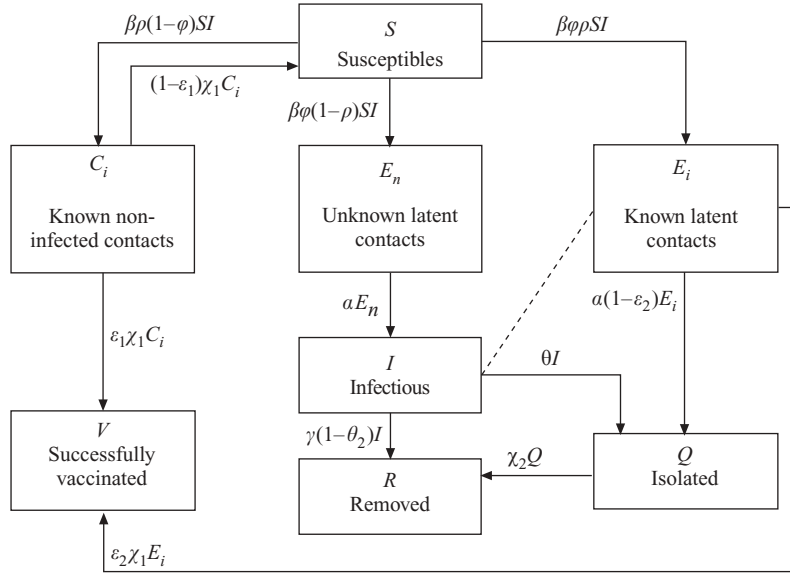 βρ(1–φ)SI
S
Susceptibles
βφρSI
(1–ε₁)χ₁Cᵢ
βφ(1–ρ)SI
Cᵢ
Known non-
infected contacts
Eₙ
Unknown latent
contacts
Eᵢ
Known latent
contacts
αEₙ
α(1–ε₂)Eᵢ
ε₁χ₁Cᵢ
I
Infectious
θI
γ(1–θ₂)I
V
Successfully
vaccinated
R
Removed
χ₂Q
Q
Isolated
ε₂χ₁Eᵢ